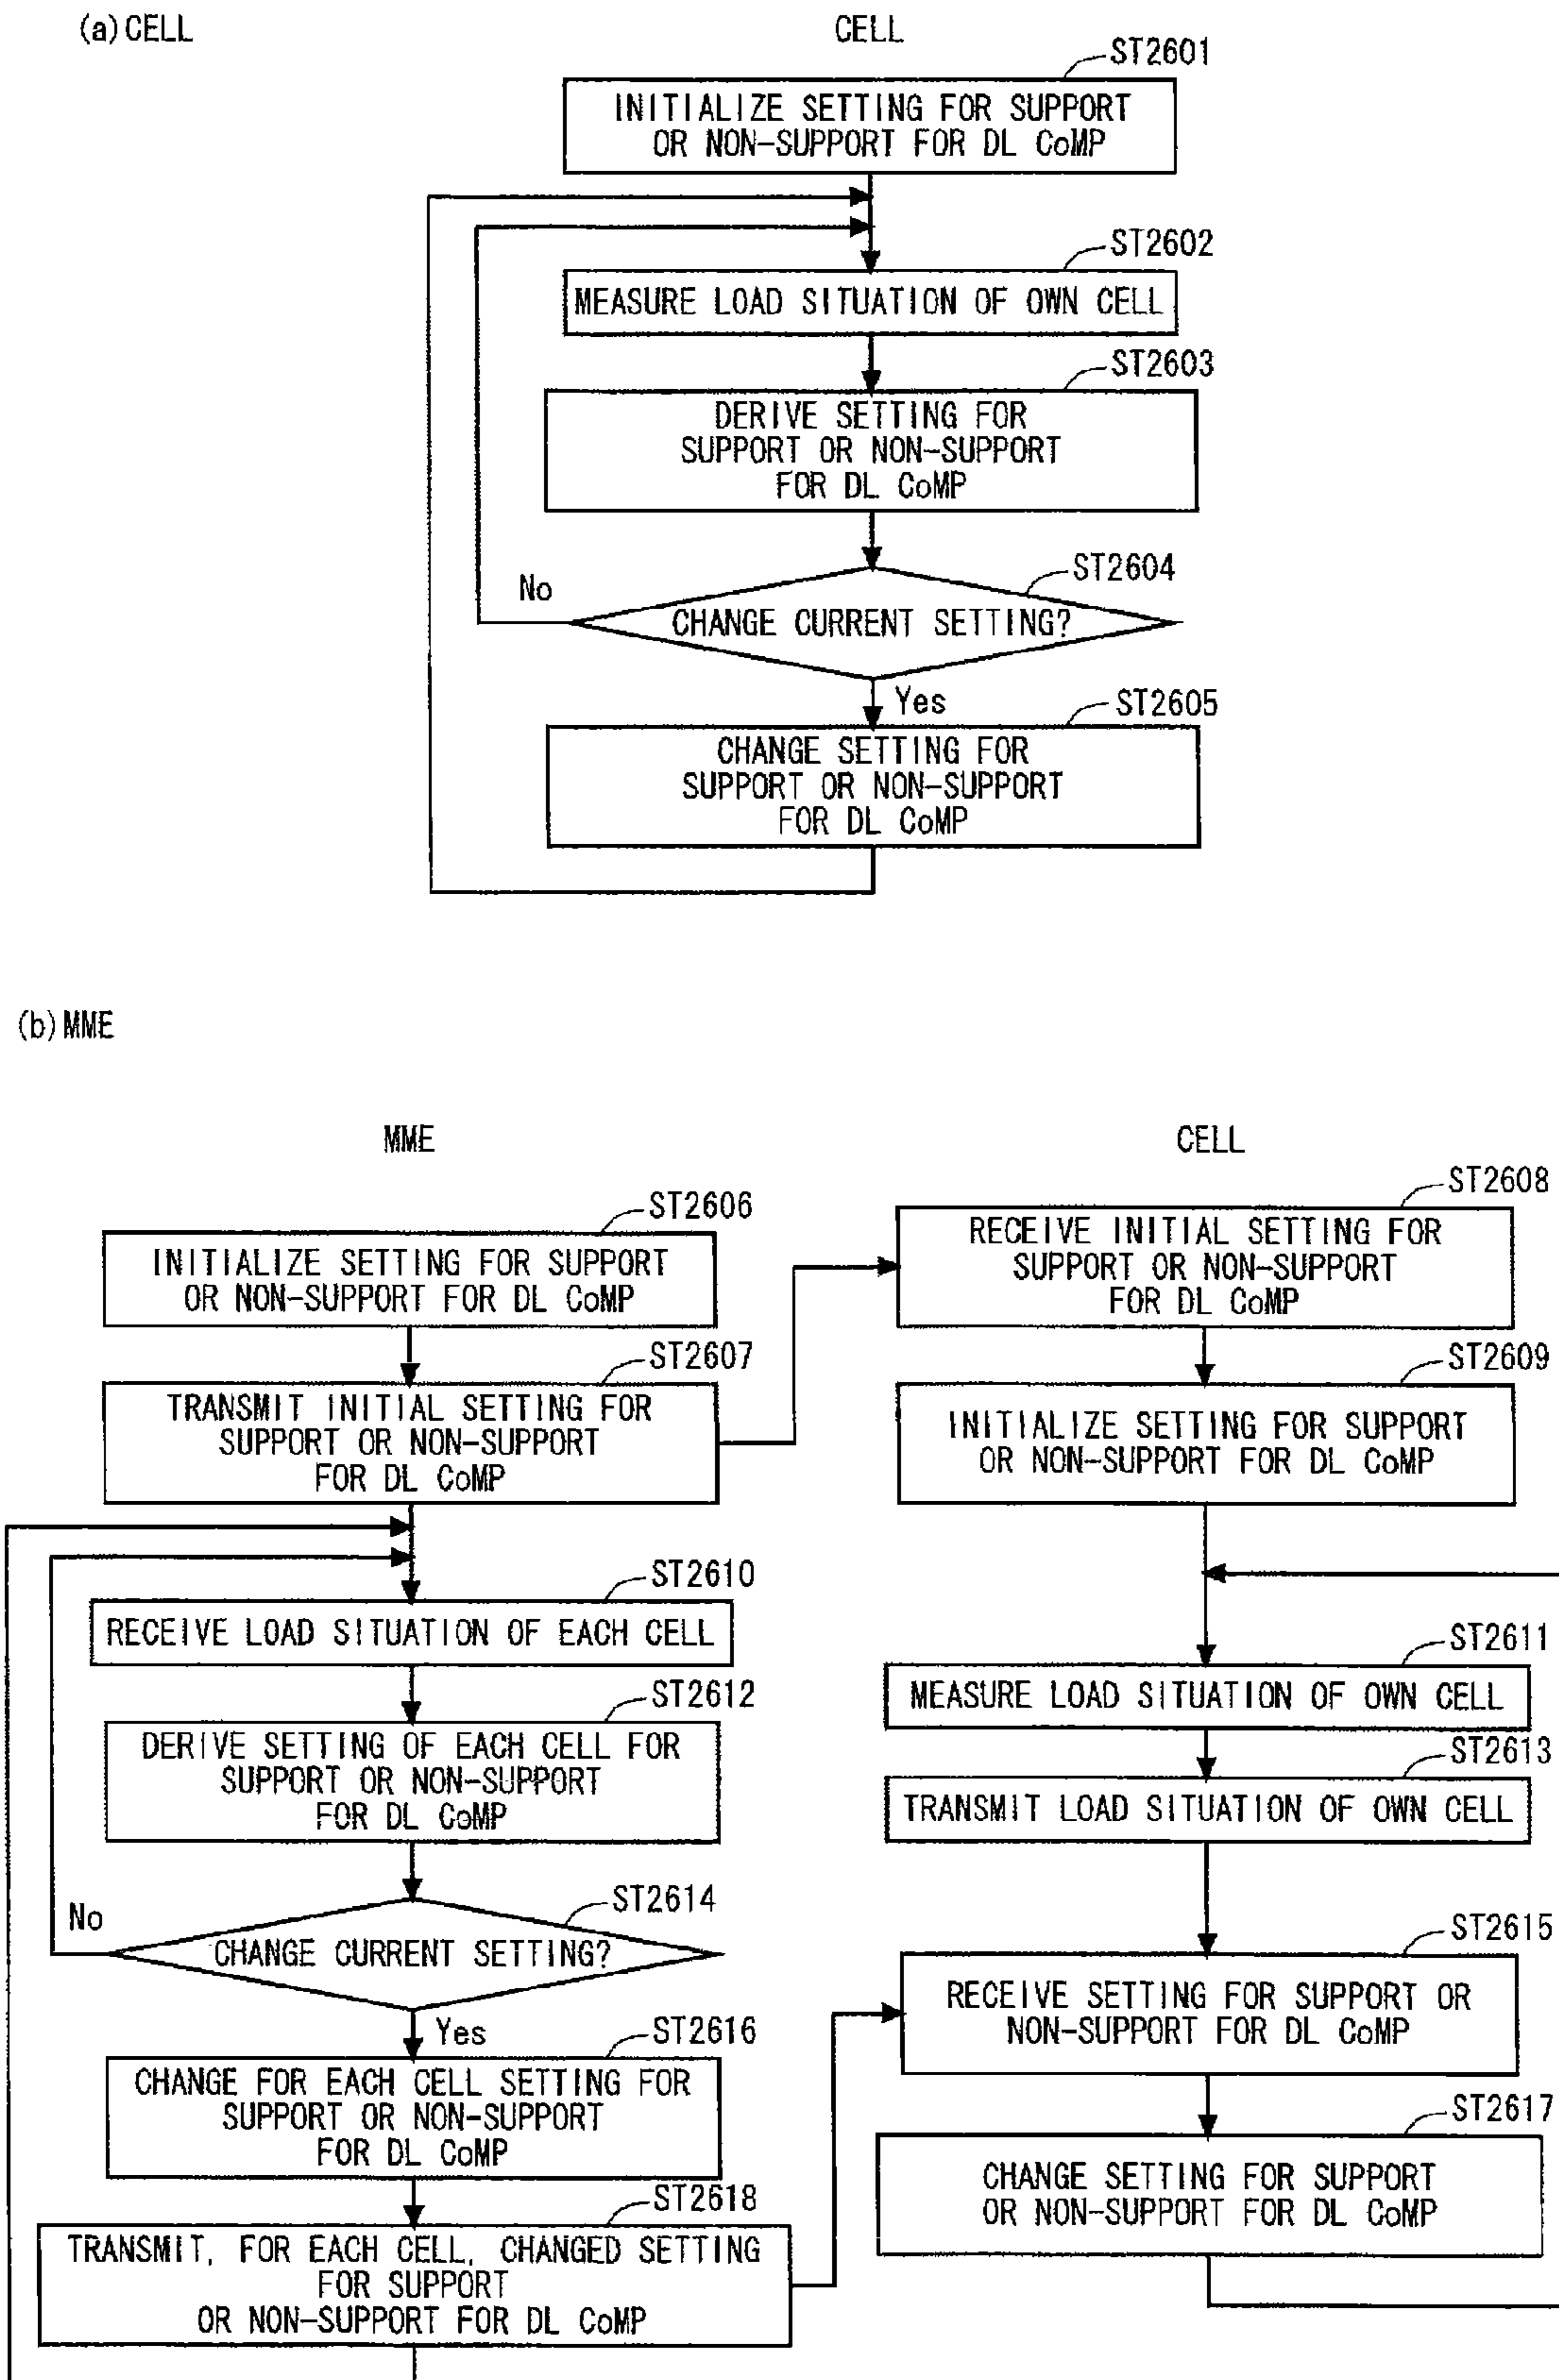 (a)CELL
CELL
ST2601
INITIALIZE SETTING FOR SUPPORT
OR NON-SUPPORT FOR DL CoMP
ST2602
MEASURE LOAD SITUATION OF OWN CELL
ST2603
DERIVE SETTING FOR
SUPPORT OR NON-SUPPORT
FOR DL CoMP
ST2604
No
CHANGE CURRENT SETTING?
Yes
ST2605
CHANGE SETTING FOR
SUPPORT OR NON-SUPPORT
FOR DL CoMP
(b)MME
MME
ST2606
INITIALIZE SETTING FOR SUPPORT
OR NON-SUPPORT FOR DL CoMP
ST2607
TRANSMIT INITIAL SETTING FOR
SUPPORT OR NON-SUPPORT
FOR DL CoMP
ST2610
RECEIVE LOAD SITUATION OF EACH CELL
ST2612
DERIVE SETTING OF EACH CELL FOR
SUPPORT OR NON-SUPPORT
FOR DL CoMP
ST2614
No
CHANGE CURRENT SETTING?
Yes
ST2616
CHANGE FOR EACH CELL SETTING FOR
SUPPORT OR NON-SUPPORT
FOR DL CoMP
ST2618
TRANSMIT, FOR EACH CELL, CHANGED SETTING
FOR SUPPORT
OR NON-SUPPORT FOR DL CoMP
CELL
ST2608
RECEIVE INITIAL SETTING FOR
SUPPORT OR NON-SUPPORT
FOR DL CoMP
ST2609
INITIALIZE SETTING FOR SUPPORT
OR NON-SUPPORT FOR DL CoMP
ST2611
MEASURE LOAD SITUATION OF OWN CELL
ST2613
TRANSMIT LOAD SITUATION OF OWN CELL
ST2615
RECEIVE SETTING FOR SUPPORT OR
NON-SUPPORT FOR DL CoMP
ST2617
CHANGE SETTING FOR SUPPORT
OR NON-SUPPORT FOR DL CoMP